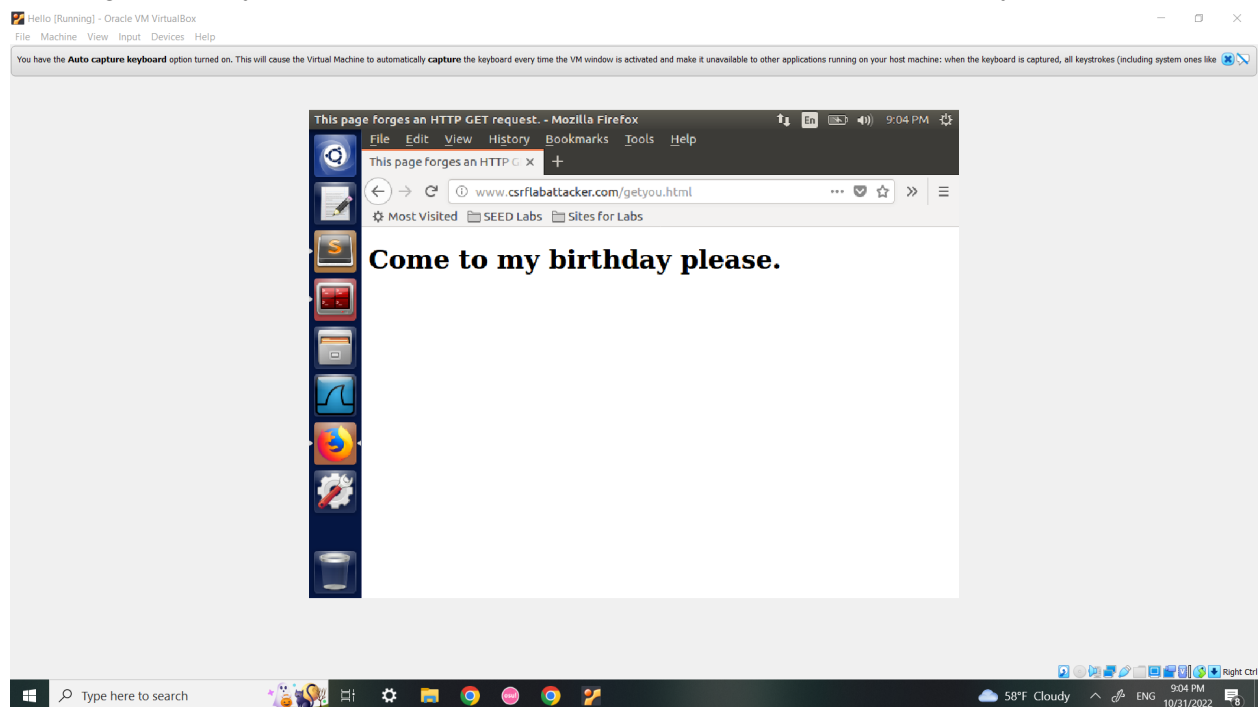 Hello [Running] - Oracle VM VirtualBox
File Machine View Input Devices Help
You have the Auto capture keyboard option turned on. This will cause the Virtual Machine to automatically capture the keyboard every time the VM window is activated and make it unavailable to other applications running on your host machine: when the keyboard is captured, all keystrokes (including system ones like
This page forges an HTTP GET request. - Mozilla Firefox En 9:04 PM
File Edit View History Bookmarks Tools Help
This page forges an HTTP G
www.csrflabattacker.com/getyou.html
Most Visited SEED Labs Sites for Labs
Come to my birthday please.
Right Ctrl
Type here to search
58°F Cloudy ENG 9:04 PM
10/31/2022 8